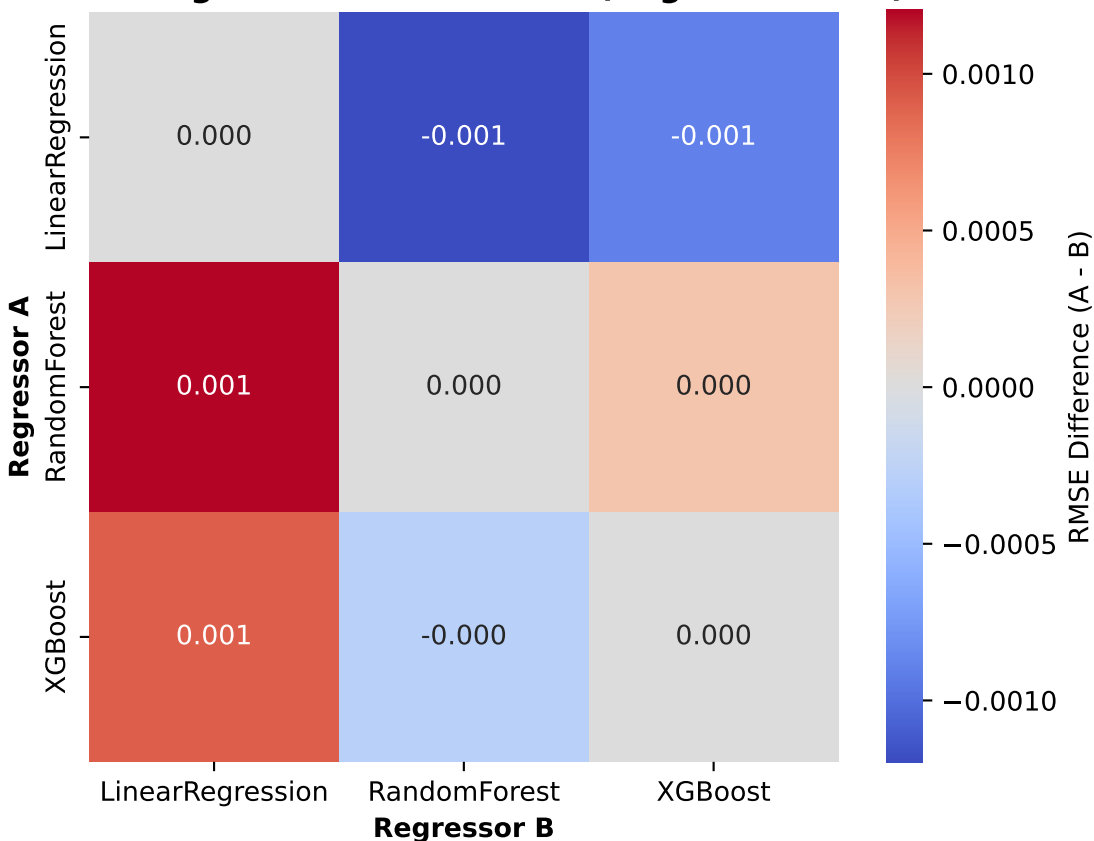 LinearRegression
0.000
-0.001
-0.001
RandomForest
0.001
0.000
0.000
XGBoost
0.001
-0.000
0.000
Regressor A
LinearRegression
RandomForest
XGBoost
Regressor B
0.0010
0.0005
0.0000
−0.0005
−0.0010
RMSE Difference (A - B)